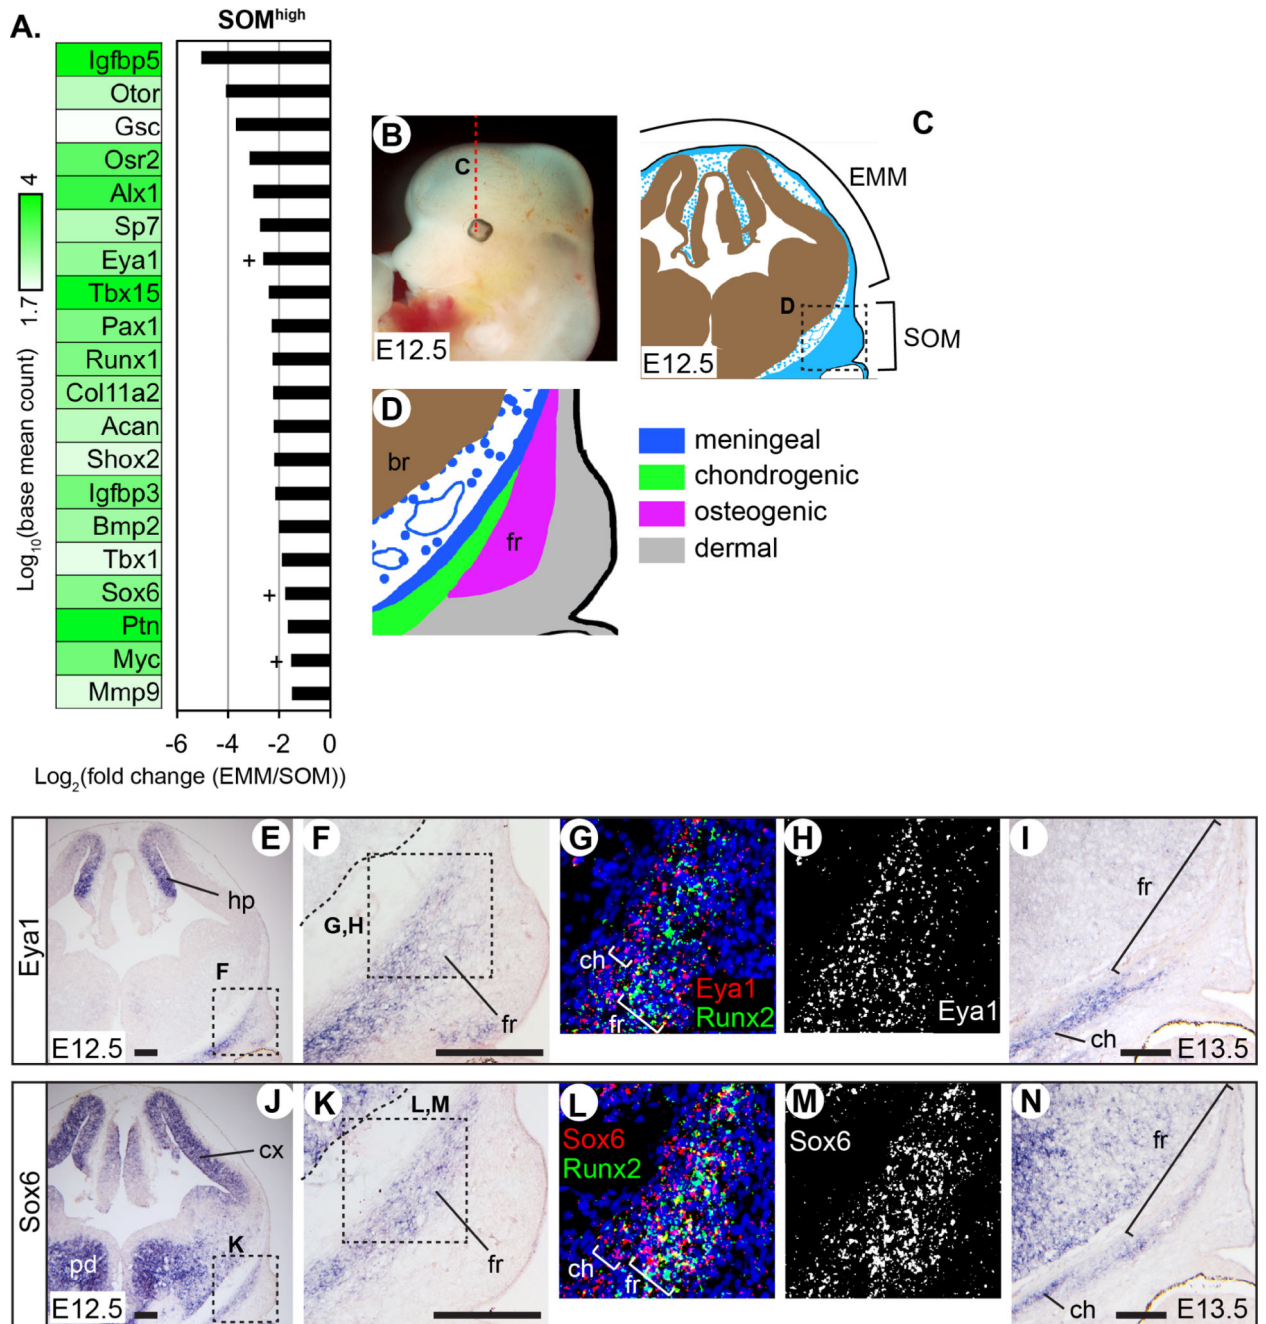 A.
SOMhigh
Igfbp5
Otor
Gsc
Osr2
Alx1
Sp7
Eya1
+
Tbx15
Pax1
Runx1
Col11a2
Acan
Shox2
Igfbp3
Bmp2
Tbx1
Sox6
+
Ptn
Myc
+
Mmp9
Log10(base mean count)
1.7
4
-6 -4 -2 0
Log2(fold change (EMM/SOM))
B
C
E12.5
C
EMM
D
SOM
E12.5
D
br
fr
meningeal
chondrogenic
osteogenic
dermal
Eya1
E
hp
F
E12.5
F
G,H
fr
G
ch
fr
Eya1
Runx2
H
Eya1
I
fr
ch
E13.5
Sox6
J
cx
K
pd
E12.5
K
L,M
fr
L
Sox6
Runx2
ch
fr
M
Sox6
N
fr
ch
E13.5